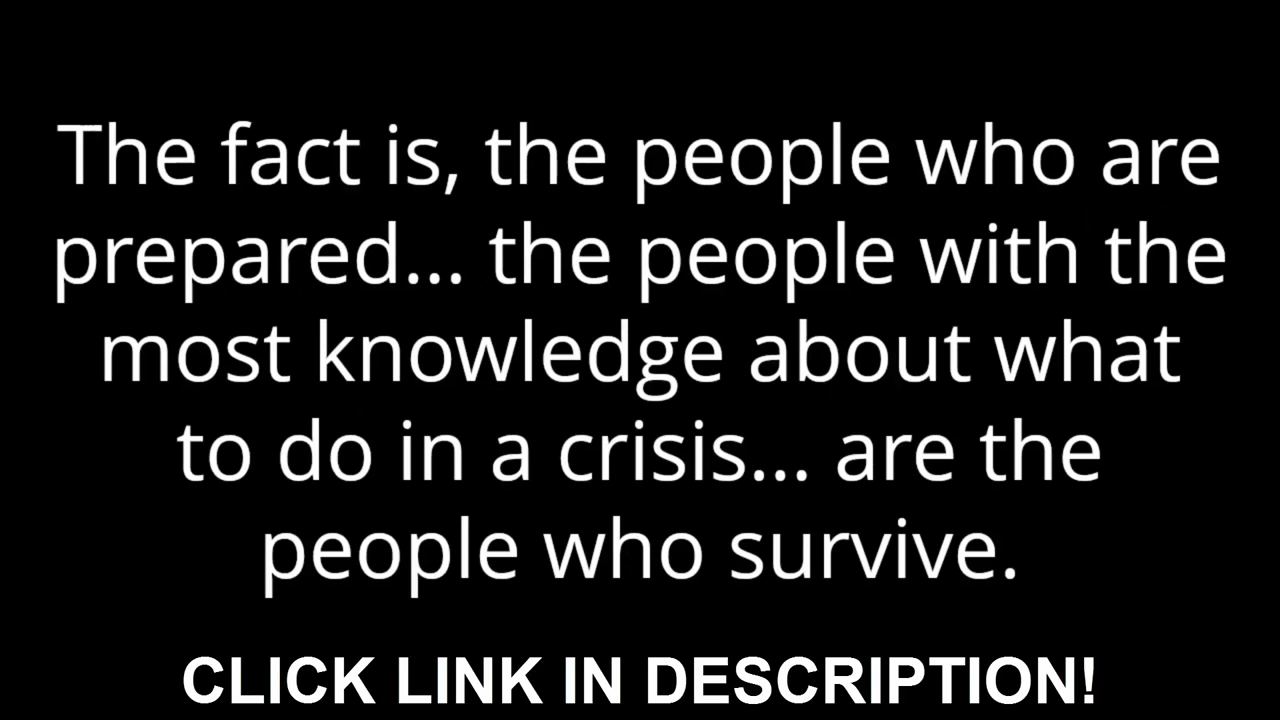 The fact is, the people who are
prepared... the people with the
most knowledge about what
to do in a crisis... are the
people who survive.
CLICK LINK IN DESCRIPTION!